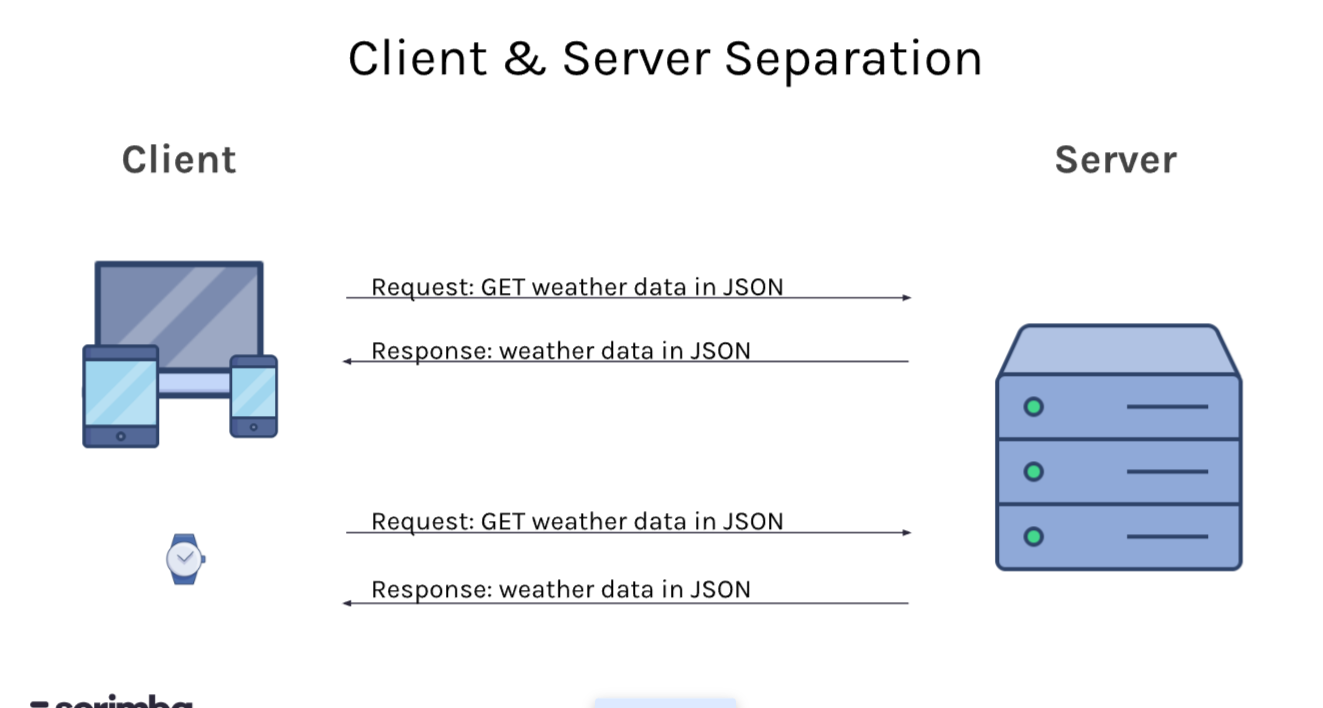 Client & Server Separation
Client
Server
Request: GET weather data in JSON
Response: weather data in JSON
Request: GET weather data in JSON
Response: weather data in JSON
scrimba